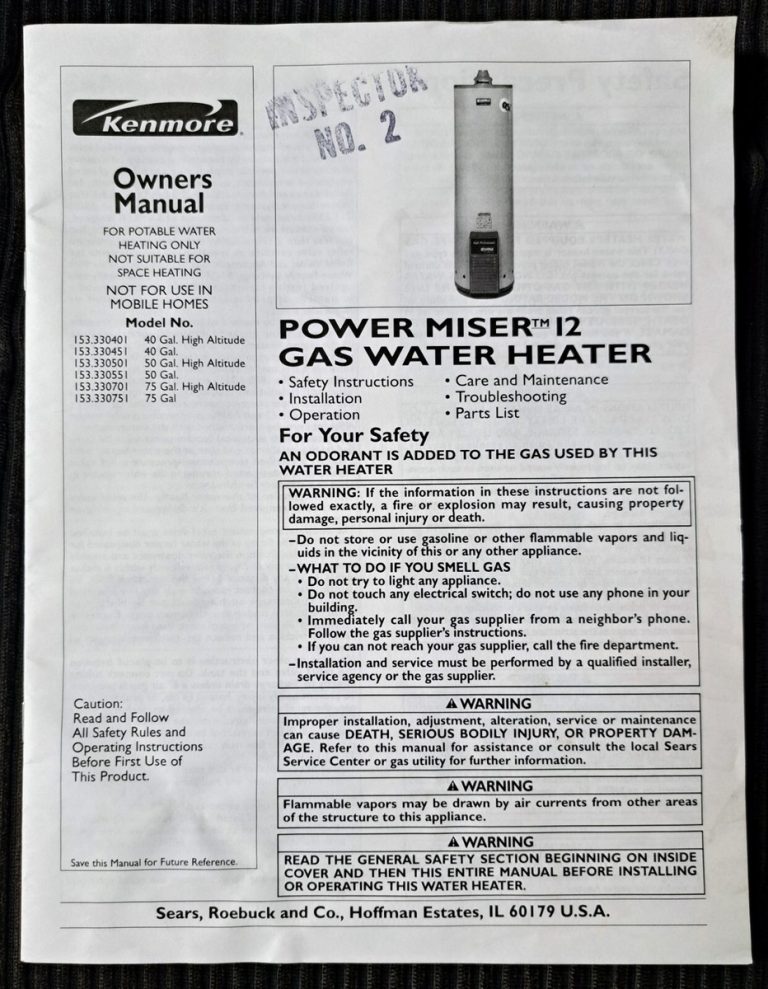 Kenmore
Owners
Manual
FOR POTABLE WATER
HEATING ONLY
NOT SUITABLE FOR
SPACE HEATING
NOT FOR USE IN
MOBILE HOMES
Model No.
153.330401 40 Gal. High Altitude
153.330451 40 Gal.
153.330501 50 Gal. High Altitude
153.330551 50 Gal.
153.330701 75 Gal. High Altitude
153.330751 75 Gal
Caution:
Read and Follow
All Safety Rules and
Operating Instructions
Before First Use of
This Product.
Save this Manual for Future Reference.
INSPECTOR
NO. 2
POWER MISER™ 12
GAS WATER HEATER
• Safety Instructions • Care and Maintenance
• Installation • Troubleshooting
• Operation • Parts List
For Your Safety
AN ODORANT IS ADDED TO THE GAS USED BY THIS
WATER HEATER
WARNING: If the information in these instructions are not fol-
lowed exactly, a fire or explosion may result, causing property
damage, personal injury or death.
–Do not store or use gasoline or other flammable vapors and liq-
uids in the vicinity of this or any other appliance.
–WHAT TO DO IF YOU SMELL GAS
• Do not try to light any appliance.
• Do not touch any electrical switch; do not use any phone in your
building.
• Immediately call your gas supplier from a neighbor's phone.
Follow the gas supplier's instructions.
• If you can not reach your gas supplier, call the fire department.
–Installation and service must be performed by a qualified installer,
service agency or the gas supplier.
⚠ WARNING
Improper installation, adjustment, alteration, service or maintenance
can cause DEATH, SERIOUS BODILY INJURY, OR PROPERTY DAM-
AGE. Refer to this manual for assistance or consult the local Sears
Service Center or gas utility for further information.
⚠ WARNING
Flammable vapors may be drawn by air currents from other areas
of the structure to this appliance.
⚠ WARNING
READ THE GENERAL SAFETY SECTION BEGINNING ON INSIDE
COVER AND THEN THIS ENTIRE MANUAL BEFORE INSTALLING
OR OPERATING THIS WATER HEATER.
Sears, Roebuck and Co., Hoffman Estates, IL 60179 U.S.A.